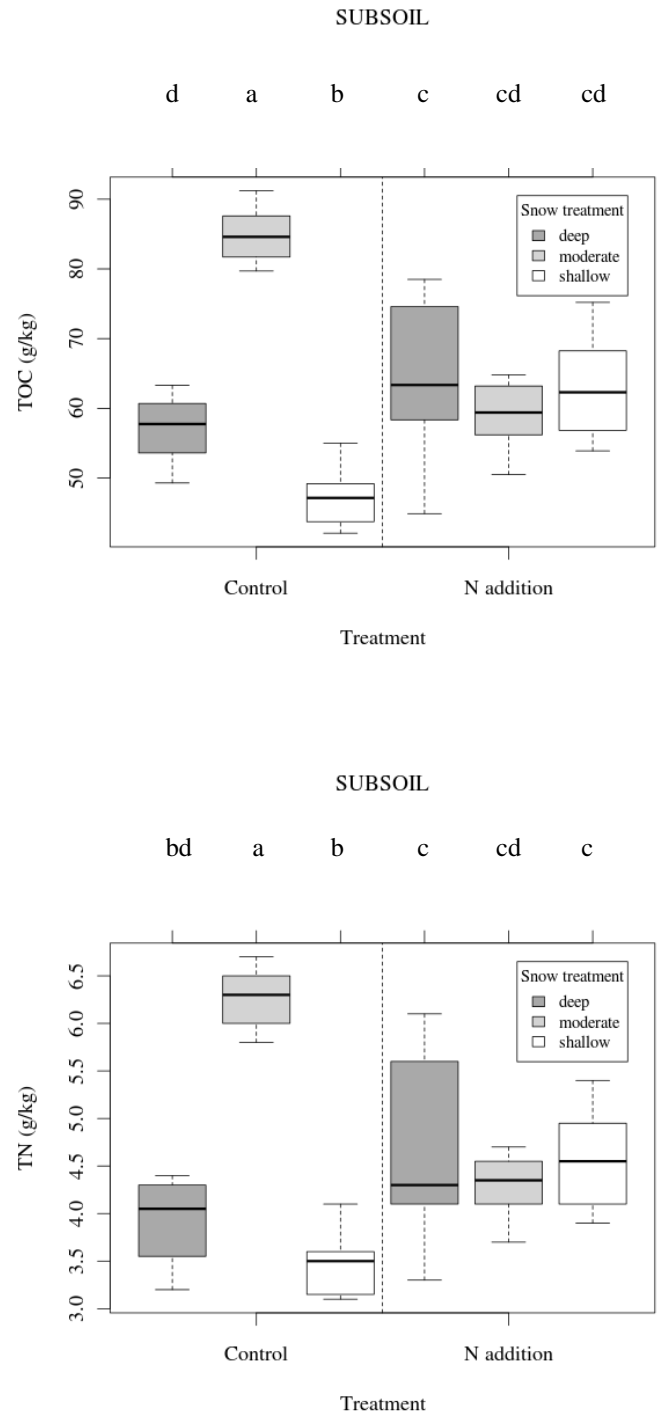 SUBSOIL
d a b c cd cd
90
80
70
60
50
TOC (g/kg)
Snow treatment
deep
moderate
shallow
Control N addition
Treatment
SUBSOIL
bd a b c cd c
6.5
6.0
5.5
5.0
4.5
4.0
3.5
3.0
TN (g/kg)
Snow treatment
deep
moderate
shallow
Control N addition
Treatment